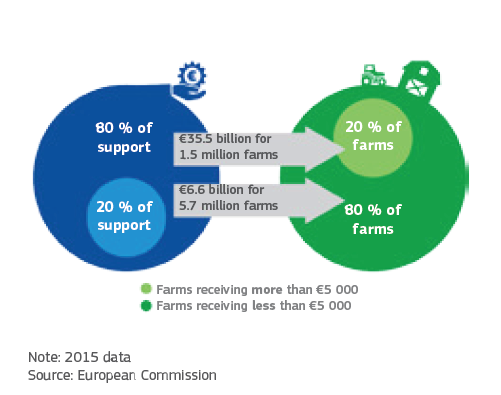 80 % of
support
€35.5 billion for
1.5 million farms
20 % of
farms
€6.6 billion for
5.7 million farms
20 % of
support
80 % of
farms
Farms receiving more than €5 000
Farms receiving less than €5 000
Note: 2015 data
Source: European Commission